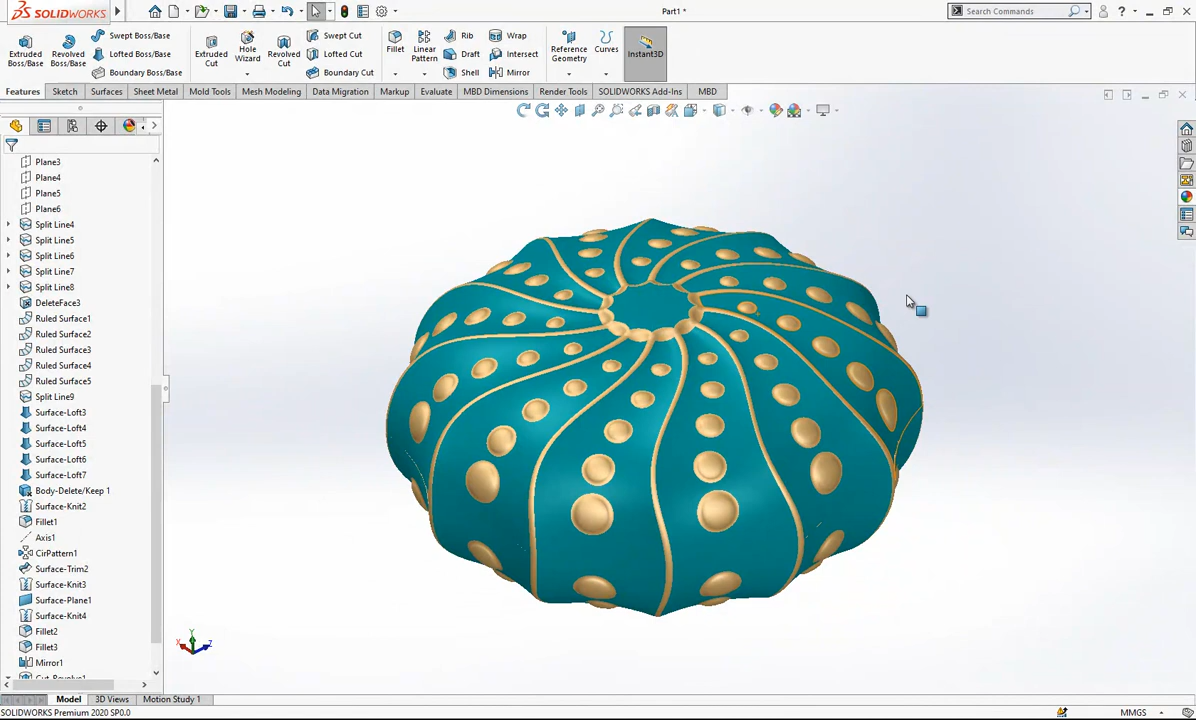 SOLIDWORKS
Part1 *
Search Commands
Extruded Boss/Base
Revolved Boss/Base
Swept Boss/Base
Lofted Boss/Base
Boundary Boss/Base
Extruded Cut
Hole Wizard
Revolved Cut
Swept Cut
Lofted Cut
Boundary Cut
Fillet
Linear Pattern
Rib
Draft
Shell
Wrap
Intersect
Mirror
Reference Geometry
Curves
Instant3D
Features
Sketch
Surfaces
Sheet Metal
Mold Tools
Mesh Modeling
Data Migration
Markup
Evaluate
MBD Dimensions
Render Tools
SOLIDWORKS Add-Ins
MBD
Plane3
Plane4
Plane5
Plane6
Split Line4
Split Line5
Split Line6
Split Line7
Split Line8
DeleteFace3
Ruled Surface1
Ruled Surface2
Ruled Surface3
Ruled Surface4
Ruled Surface5
Split Line9
Surface-Loft3
Surface-Loft4
Surface-Loft5
Surface-Loft6
Surface-Loft7
Body-Delete/Keep 1
Surface-Knit2
Fillet1
Axis1
CirPattern1
Surface-Trim2
Surface-Knit3
Surface-Plane1
Surface-Knit4
Fillet2
Fillet3
Mirror1
Y
X
Z
Model
3D Views
Motion Study 1
SOLIDWORKS Premium 2020 SP0.0
MMGS